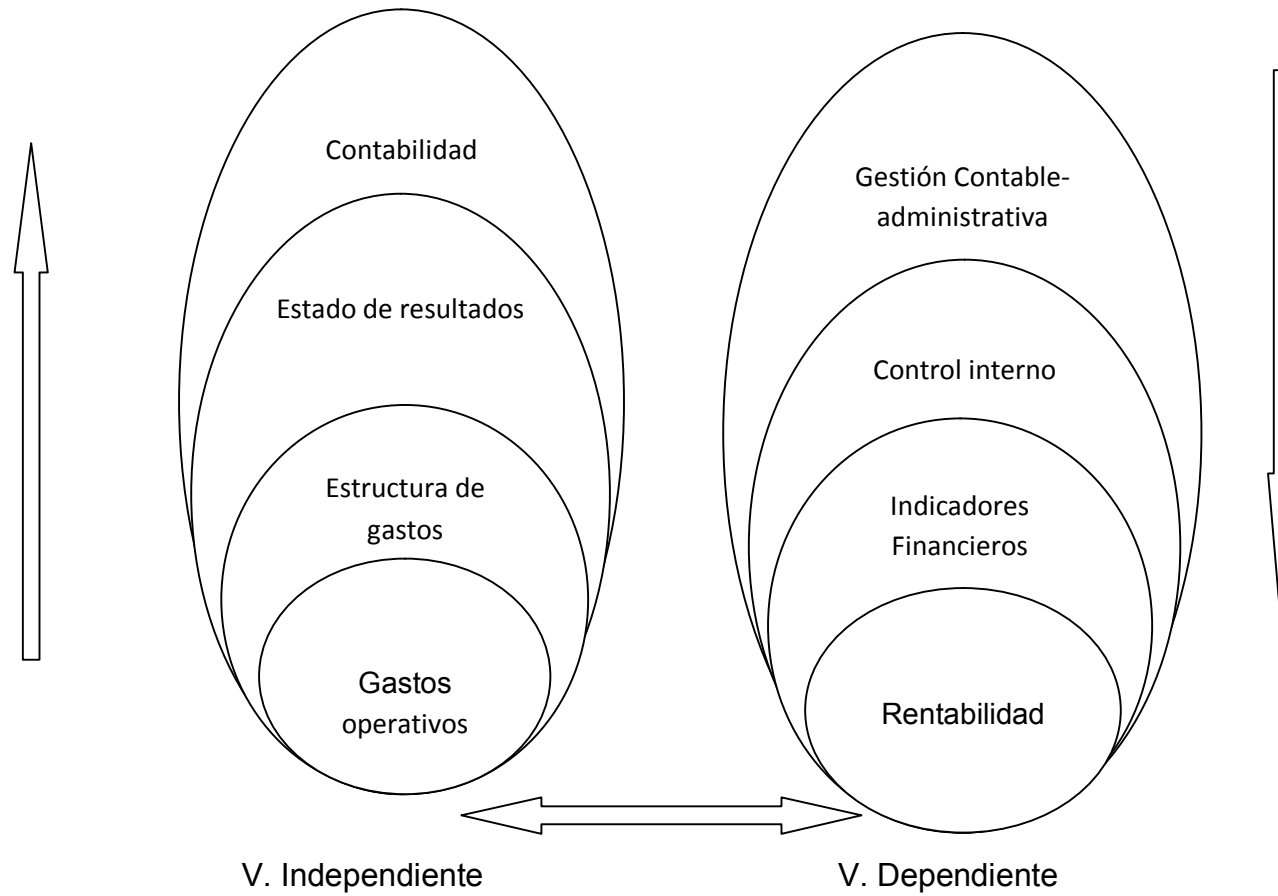 Contabilidad
Estado de resultados
Estructura de
gastos
Gastos
operativos
V. Independiente
Gestión Contable-
administrativa
Control interno
Indicadores
Financieros
Rentabilidad
V. Dependiente